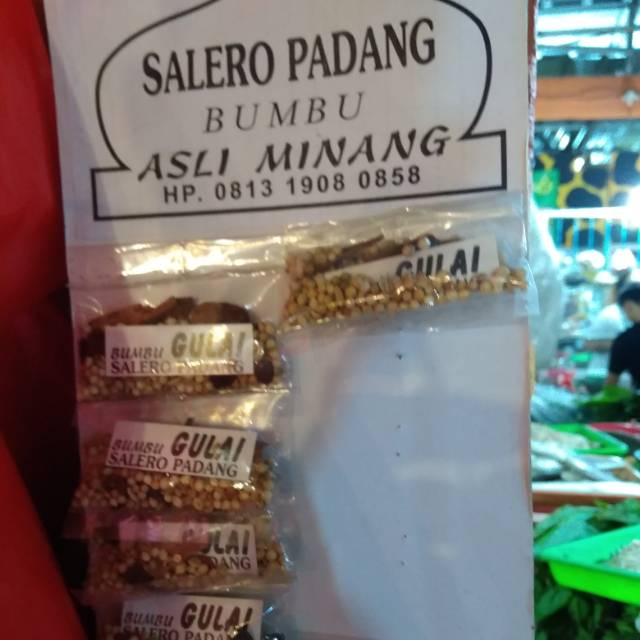 SALERO PADANG
BUMBU
ASLI MINANG
HP. 0813 1908 0858
GULAI
BUMBU GULAI
SALERO PADANG
BUMBU GULAI
SALERO PADANG
GULAI
PADANG
BUMBU GULAI
SALERO PADANG